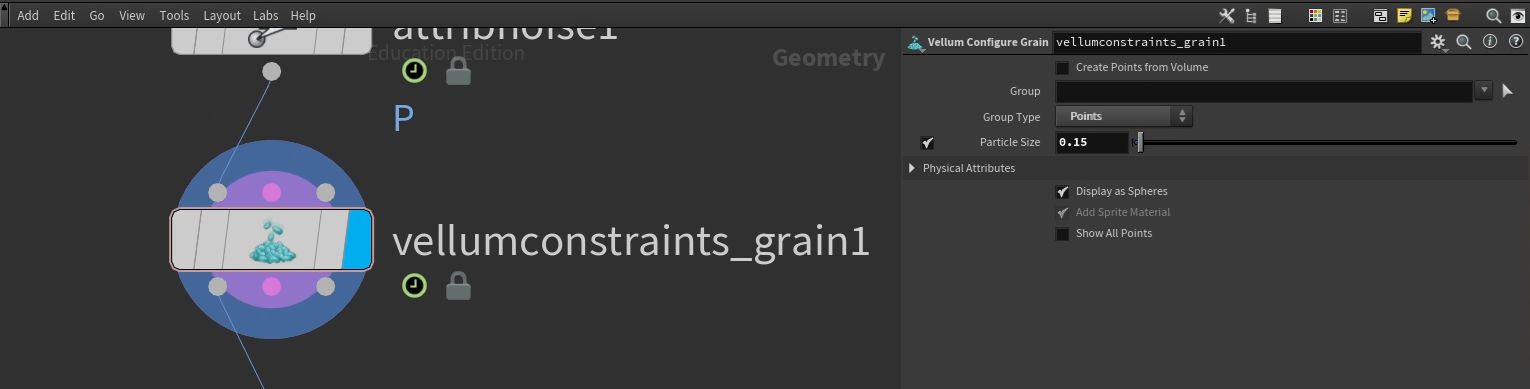 Add Edit Go View Tools Layout Labs Help
attribnoise1
Education Edition
Geometry
P
vellumconstraints_grain1
Vellum Configure Grain vellumconstraints_grain1
Create Points from Volume
Group
Group Type Points
Particle Size 0.15
Physical Attributes
Display as Spheres
Add Sprite Material
Show All Points